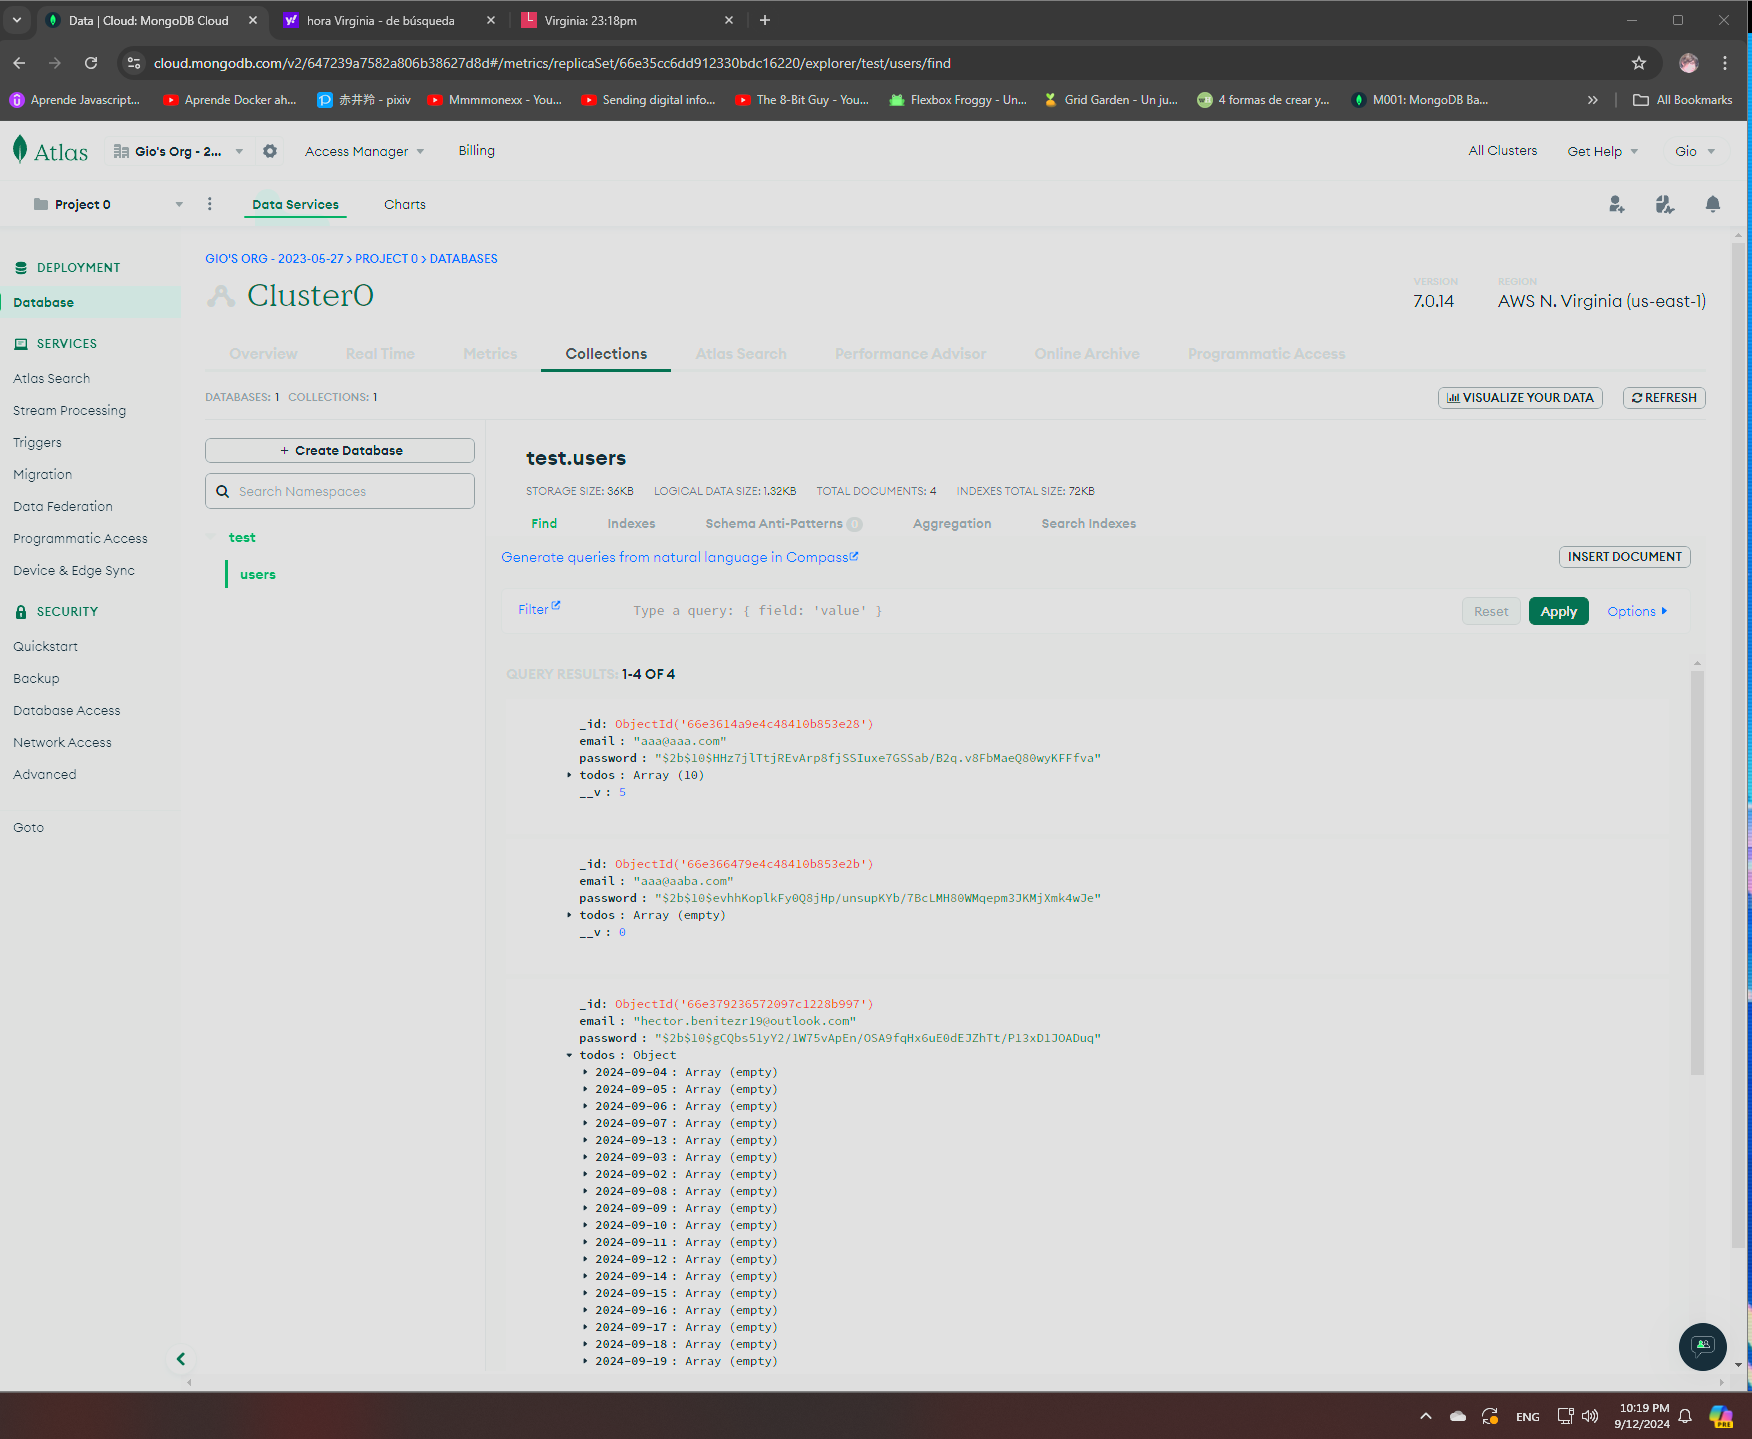 Data | Cloud: MongoDB Cloud
hora Virginia - de búsqueda
Virginia: 23:18pm
cloud.mongodb.com/v2/647239a7582a806b38627d8d#/metrics/replicaSet/66e35cc6dd912330bdc16220/explorer/test/users/find
Aprende Javascript...
Aprende Docker ah...
赤井羚 - pixiv
Mmmmonexx - You...
Sending digital info...
The 8-Bit Guy - You...
Flexbox Froggy - Un...
Grid Garden - Un ju...
4 formas de crear y...
M001: MongoDB Ba...
All Bookmarks
Atlas
Gio's Org - 2...
Access Manager
Billing
All Clusters
Get Help
Gio
Project 0
Data Services
Charts
DEPLOYMENT
Database
SERVICES
Atlas Search
Stream Processing
Triggers
Migration
Data Federation
Programmatic Access
Device & Edge Sync
SECURITY
Quickstart
Backup
Database Access
Network Access
Advanced
Goto
GIO'S ORG - 2023-05-27 > PROJECT 0 > DATABASES
Cluster0
VERSION
7.0.14
REGION
AWS N. Virginia (us-east-1)
Overview
Real Time
Metrics
Collections
Atlas Search
Performance Advisor
Online Archive
Programmatic Access
DATABASES: 1 COLLECTIONS: 1
VISUALIZE YOUR DATA
REFRESH
+ Create Database
Search Namespaces
test
users
test.users
STORAGE SIZE: 36KB LOGICAL DATA SIZE: 1.32KB TOTAL DOCUMENTS: 4 INDEXES TOTAL SIZE: 72KB
Find
Indexes
Schema Anti-Patterns 0
Aggregation
Search Indexes
Generate queries from natural language in Compass
INSERT DOCUMENT
Filter
Type a query: { field: 'value' }
Reset
Apply
Options
QUERY RESULTS: 1-4 OF 4
_id: ObjectId('66e3614a9e4c48410b853e28')
email: "aaa@aaa.com"
password: "$2b$10$HHz7jlTtjREvArp8fjSSIuxe7GSSab/B2q.v8FbMaeQ80wyKFFfva"
todos: Array (10)
__v: 5
_id: ObjectId('66e366479e4c48410b853e2b')
email: "aaa@aaba.com"
password: "$2b$10$evhhKoplkFy0Q8jHp/unsupKYb/7BcLMH80WMqepm3JKMjXmk4wJe"
todos: Array (empty)
__v: 0
_id: ObjectId('66e379236572097c1228b997')
email: "hector.benitezr19@outlook.com"
password: "$2b$10$gCQbs51yY2/1W75vApEn/OSA9fqHx6uE0dEJZhTt/P13xD1JOADuq"
todos: Object
2024-09-04: Array (empty)
2024-09-05: Array (empty)
2024-09-06: Array (empty)
2024-09-07: Array (empty)
2024-09-13: Array (empty)
2024-09-03: Array (empty)
2024-09-02: Array (empty)
2024-09-08: Array (empty)
2024-09-09: Array (empty)
2024-09-10: Array (empty)
2024-09-11: Array (empty)
2024-09-12: Array (empty)
2024-09-14: Array (empty)
2024-09-15: Array (empty)
2024-09-16: Array (empty)
2024-09-17: Array (empty)
2024-09-18: Array (empty)
2024-09-19: Array (empty)
ENG
10:19 PM
9/12/2024